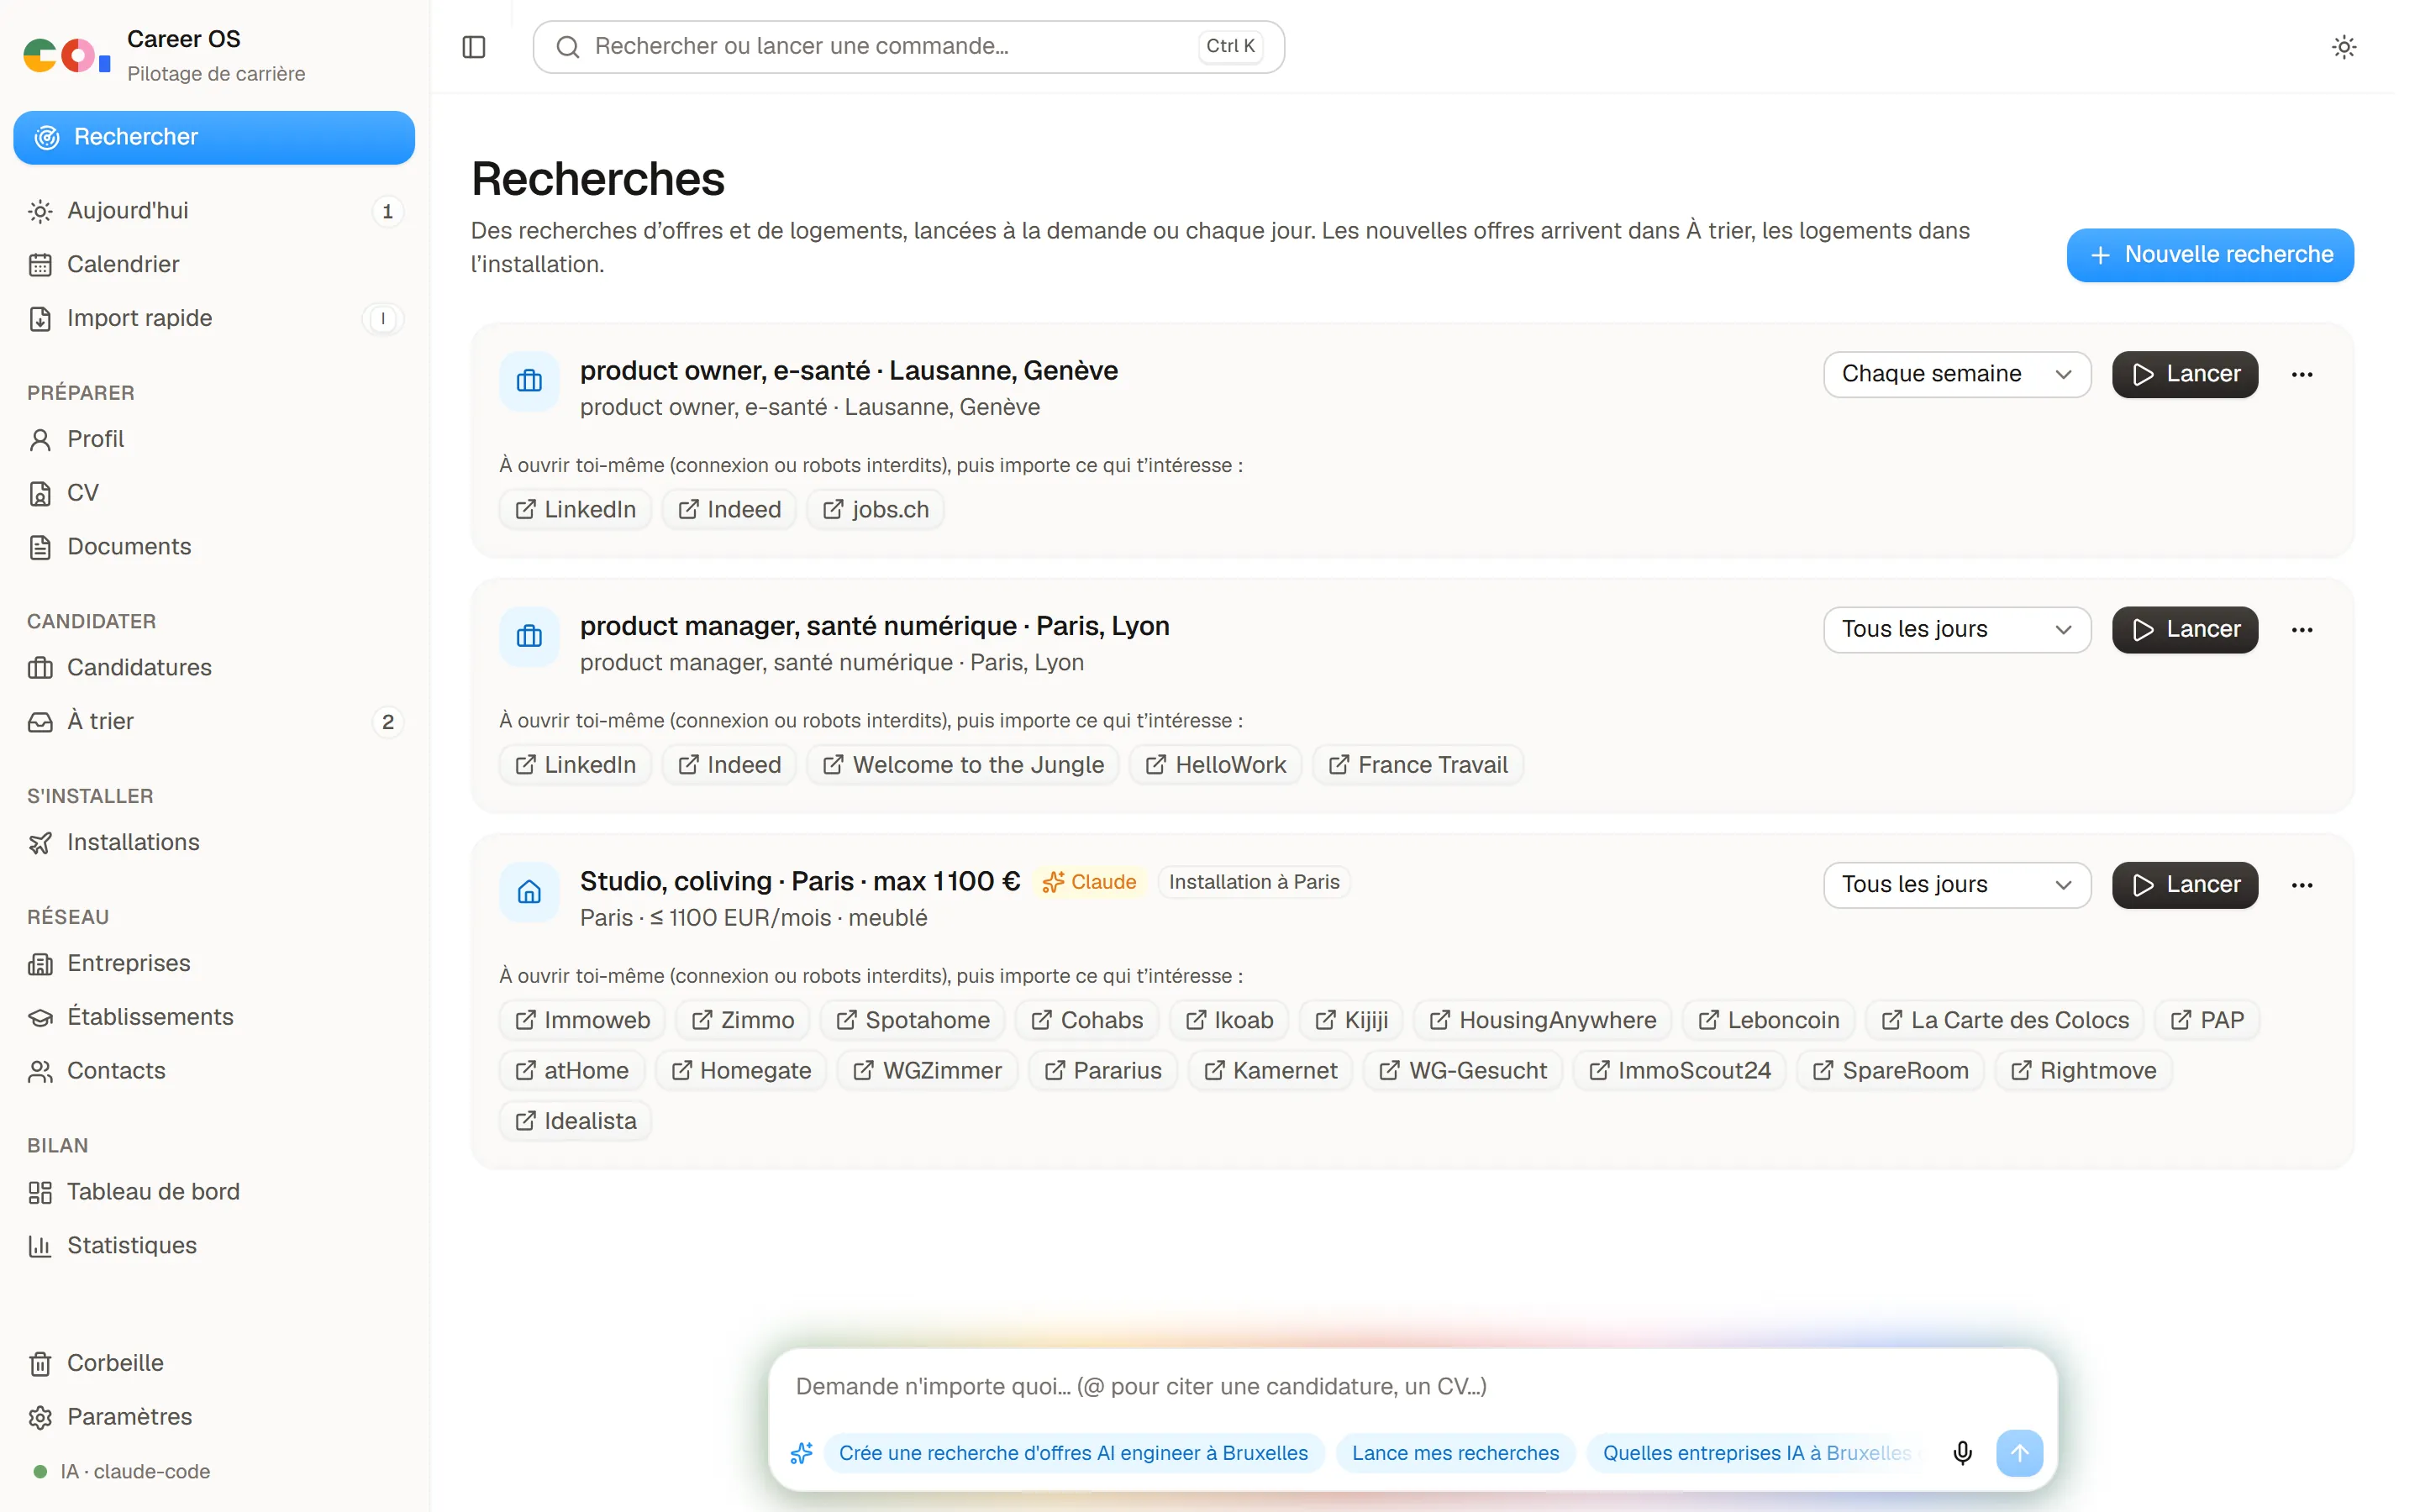 Career OS
Pilotage de carrière
Rechercher
Aujourd'hui 1
Calendrier
Import rapide I
PRÉPARER
Profil
CV
Documents
CANDIDATER
Candidatures
À trier 2
S'INSTALLER
Installations
RÉSEAU
Entreprises
Établissements
Contacts
BILAN
Tableau de bord
Statistiques
Corbeille
Paramètres
IA · claude-code
Rechercher ou lancer une commande... Ctrl K
Recherches
Des recherches d’offres et de logements, lancées à la demande ou chaque jour. Les nouvelles offres arrivent dans À trier, les logements dans
l’installation.
Nouvelle recherche
product owner, e-santé · Lausanne, Genève
product owner, e-santé · Lausanne, Genève
Chaque semaine Lancer
À ouvrir toi-même (connexion ou robots interdits), puis importe ce qui t’intéresse :
LinkedIn Indeed jobs.ch
product manager, santé numérique · Paris, Lyon
product manager, santé numérique · Paris, Lyon
Tous les jours Lancer
À ouvrir toi-même (connexion ou robots interdits), puis importe ce qui t’intéresse :
LinkedIn Indeed Welcome to the Jungle HelloWork France Travail
Studio, coliving · Paris · max 1100 € Claude Installation à Paris
Paris · ≤ 1100 EUR/mois · meublé
Tous les jours Lancer
À ouvrir toi-même (connexion ou robots interdits), puis importe ce qui t’intéresse :
Immoweb Zimmo Spotahome Cohabs Ikoab Kijiji HousingAnywhere Leboncoin La Carte des Colocs PAP
atHome Homegate WGZimmer Pararius Kamernet WG-Gesucht ImmoScout24 SpareRoom Rightmove
Idealista
Demande n'importe quoi... (@ pour citer une candidature, un CV...)
Crée une recherche d'offres AI engineer à Bruxelles Lance mes recherches Quelles entreprises IA à Bruxelles